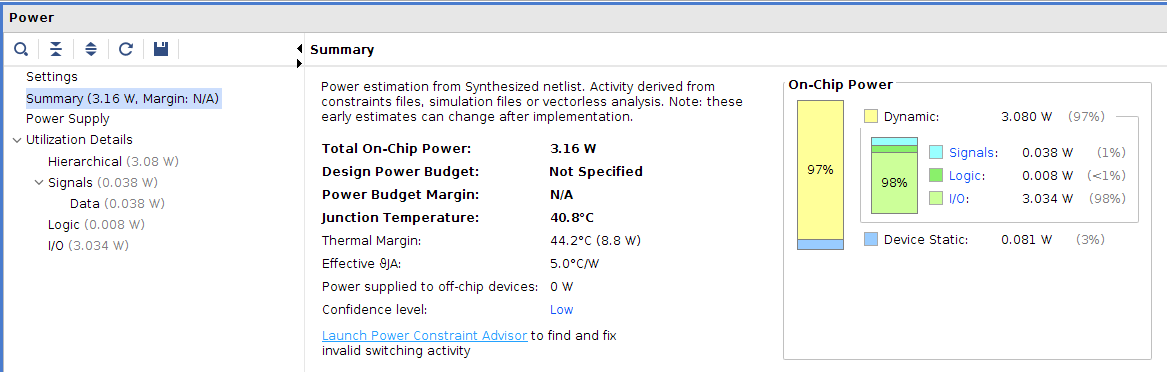 Power
Summary
Settings
Summary (3.16 W, Margin: N/A)
Power Supply
Utilization Details
Hierarchical (3.08 W)
Signals (0.038 W)
Data (0.038 W)
Logic (0.008 W)
I/O (3.034 W)
Power estimation from Synthesized netlist. Activity derived from
constraints files, simulation files or vectorless analysis. Note: these
early estimates can change after implementation.
Total On-Chip Power: 3.16 W
Design Power Budget: Not Specified
Power Budget Margin: N/A
Junction Temperature: 40.8°C
Thermal Margin: 44.2°C (8.8 W)
Effective ϑJA: 5.0°C/W
Power supplied to off-chip devices: 0 W
Confidence level: Low
Launch Power Constraint Advisor to find and fix
invalid switching activity
On-Chip Power
97%
Dynamic: 3.080 W (97%)
98%
Signals: 0.038 W (1%)
Logic: 0.008 W (<1%)
I/O: 3.034 W (98%)
Device Static: 0.081 W (3%)